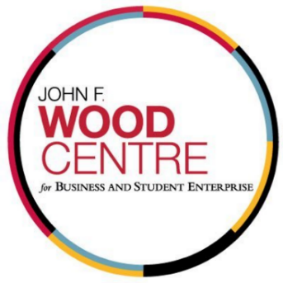 JOHN F.
WOOD
CENTRE
for BUSINESS AND STUDENT ENTERPRISE